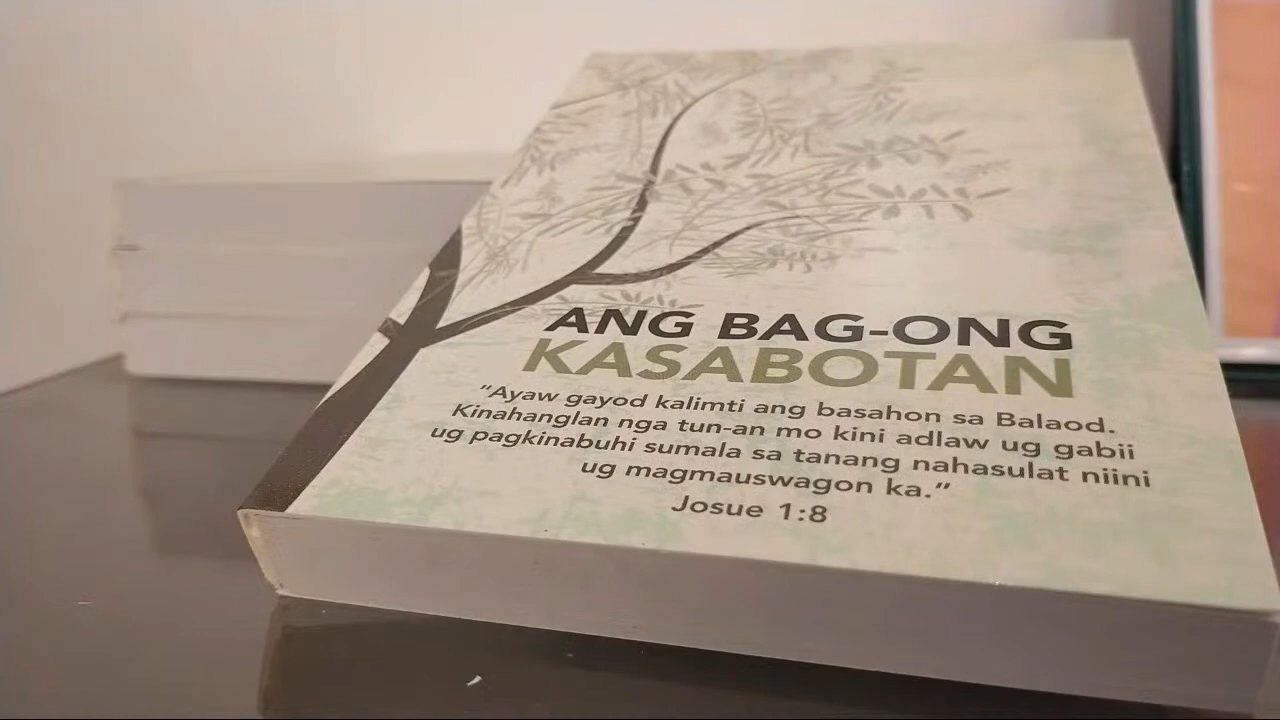 ANG BAG-ONG
KASABOTAN
"Ayaw gayod kalimti ang basahon sa Balaod.
Kinahanglan nga tun-an mo kini adlaw ug gabii
ug pagkinabuhi sumala sa tanang nahasulat niini
ug magmauswagon ka."
Josue 1:8